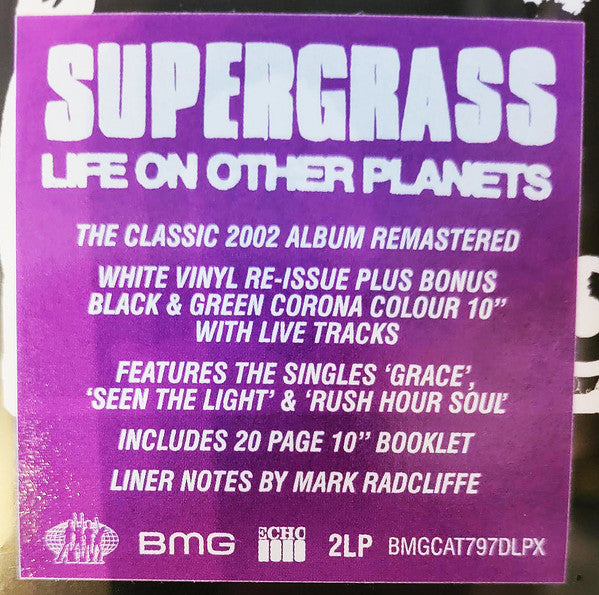 SUPERGRASS
LIFE ON OTHER PLANETS
THE CLASSIC 2002 ALBUM REMASTERED
WHITE VINYL RE-ISSUE PLUS BONUS
BLACK & GREEN CORONA COLOUR 10”
WITH LIVE TRACKS
FEATURES THE SINGLES ‘GRACE’,
‘SEEN THE LIGHT’ & ‘RUSH HOUR SOUL’
INCLUDES 20 PAGE 10” BOOKLET
LINER NOTES BY MARK RADCLIFFE
BMG ECHO 2LP BMGCAT797DLPX